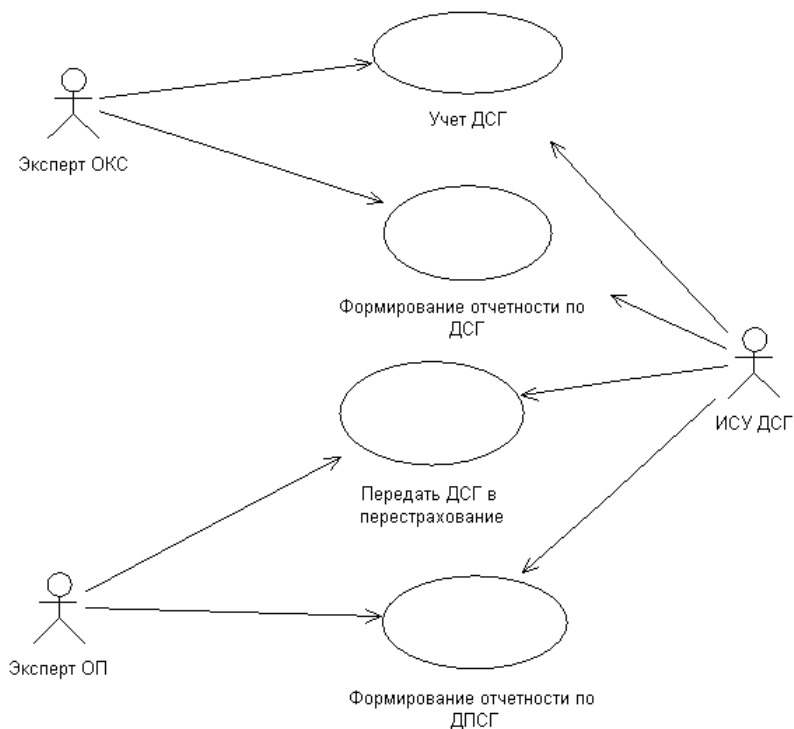 Учет ДСГ
Эксперт ОКС
Формирование отчетности по
ДСГ
ИСУ ДСГ
Передать ДСГ в
перестрахование
Эксперт ОП
Формирование отчетности по
ДПСГ